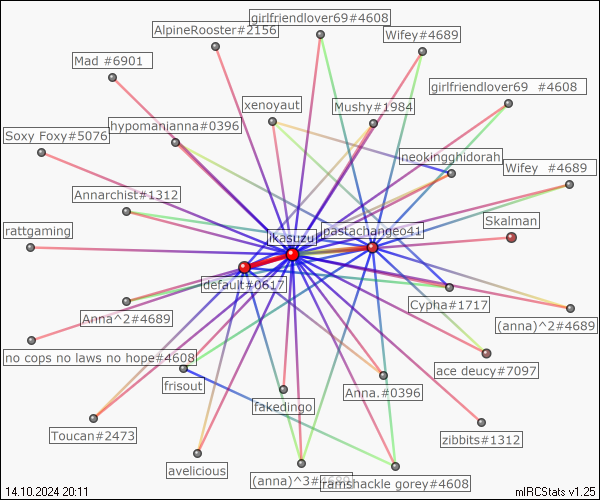 girlfriendlover69#4608
AlpineRooster#2156
Wifey#4689
Mad #6901
girlfriendlover69 #4608
xenoyaut
Mushy#1984
hypomanianna#0396
Soxy Foxy#5076
neokingghidorah
Wifey #4689
Annarchist#1312
Skalman
rattgaming
iKasuzu
pastachangeo41
default#0617
Cypha#1717
Anna^2#4689
(anna)^2#4689
no cops no laws no hope#4608
ace deucy#7097
frisout
Anna.#0396
fakedingo
Toucan#2473
zibbits#1312
avelicious
(anna)^3#4689
ramshackle gorey#4608
14.10.2024 20:11
mIRCStats v1.25